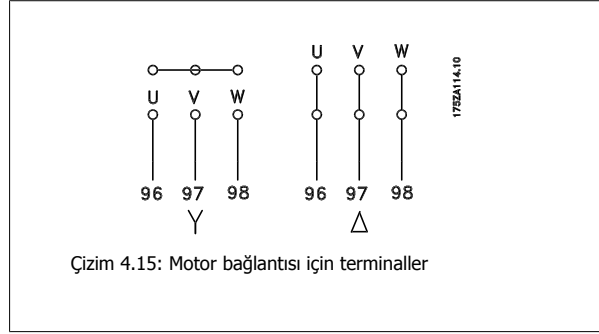 U V W
U V W
96 97 98
96 97 98
Y
Δ
175ZA114.10
Çizim 4.15: Motor bağlantısı için terminaller